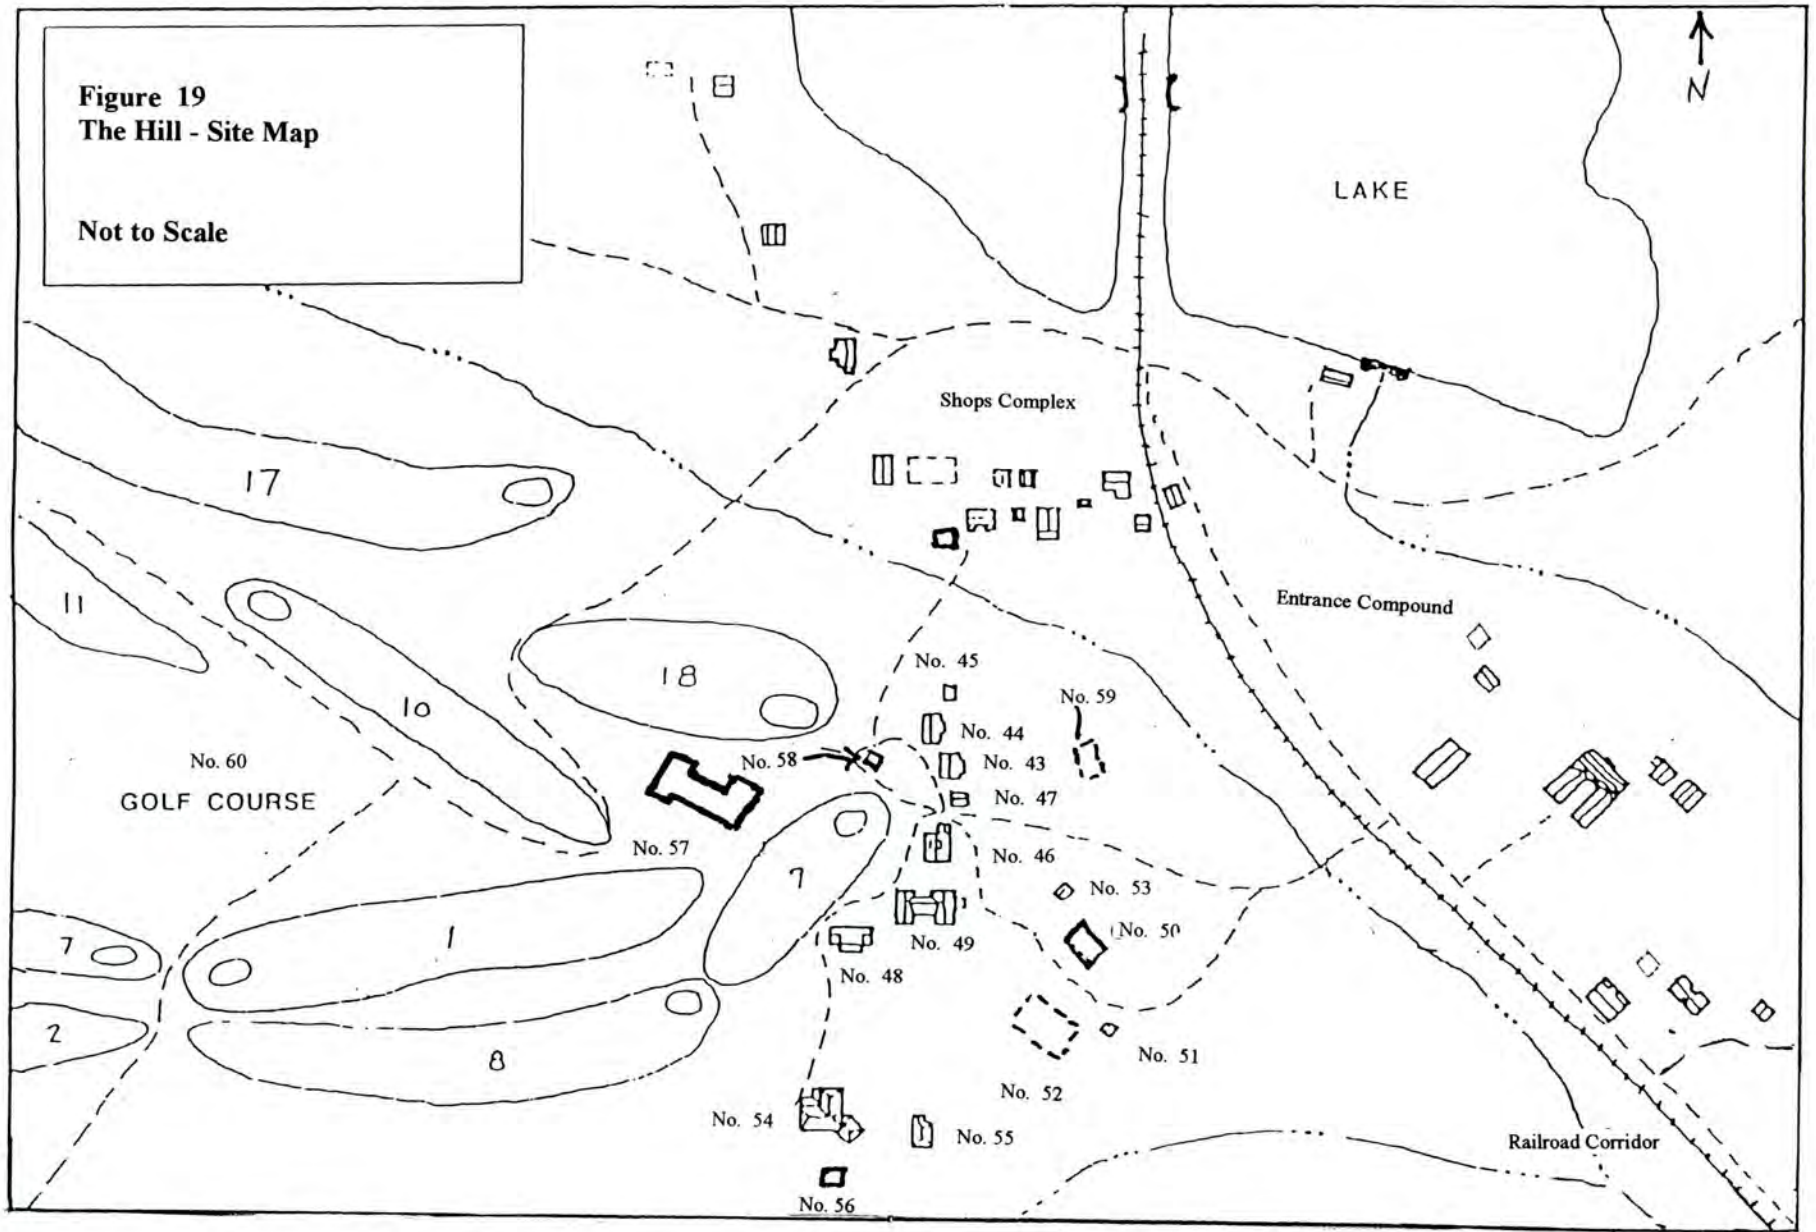 Figure 19
The Hill - Site Map
Not to Scale
N
LAKE
Shops Complex
17
Entrance Compound
11
No. 45
18
No. 59
10
No. 44
No. 60
No. 58
No. 43
GOLF COURSE
No. 47
No. 57
No. 46
7
No. 53
1
No. 50
7
No. 49
No. 48
2
8
No. 51
No. 52
No. 54
No. 55
Railroad Corridor
No. 56